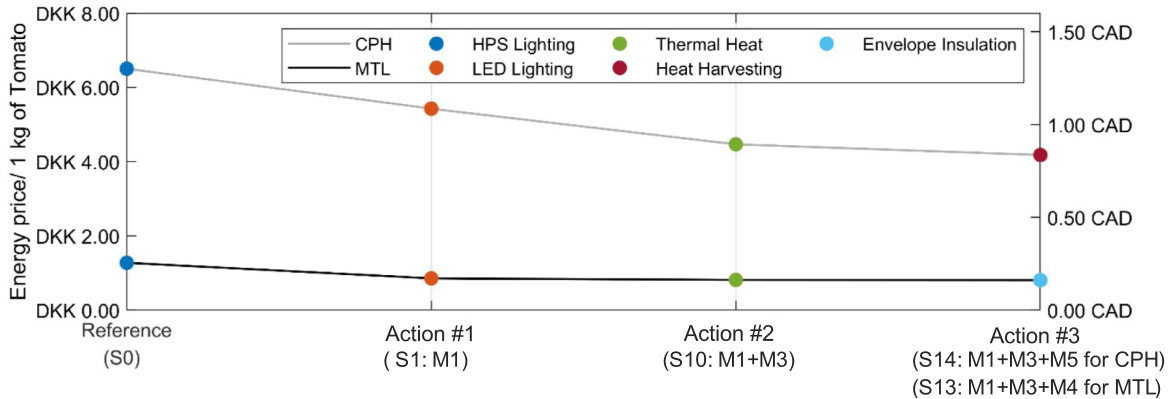 DKK 8.00
DKK 6.00
DKK 4.00
DKK 2.00
DKK 0.00
Energy price/ 1 kg of Tomato
1.50 CAD
1.00 CAD
0.50 CAD
0.00 CAD
CPH HPS Lighting Thermal Heat Envelope Insulation
MTL LED Lighting Heat Harvesting
Reference
(S0)
Action #1
( S1: M1)
Action #2
(S10: M1+M3)
Action #3
(S14: M1+M3+M5 for CPH)
(S13: M1+M3+M4 for MTL)